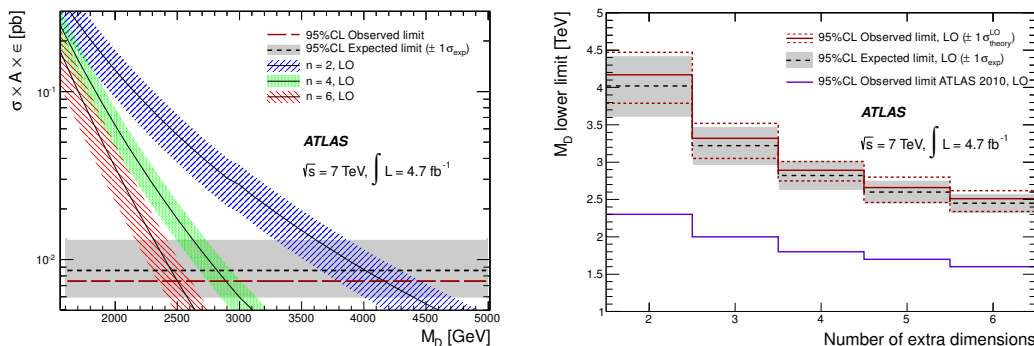 σ × A × ε [pb]
10⁻¹
10⁻²
95%CL Observed limit
95%CL Expected limit (± 1σexp)
n = 2, LO
n = 4, LO
n = 6, LO
ATLAS
√s = 7 TeV, ∫ L = 4.7 fb⁻¹
2000 2500 3000 3500 4000 4500 5000
M_D [GeV]
M_D lower limit [TeV]
5
4.5
4
3.5
3
2.5
2
1.5
1
95%CL Observed limit, LO (± 1σ^LO_theory)
95%CL Expected limit, LO (± 1σexp)
95%CL Observed limit ATLAS 2010, LO
ATLAS
√s = 7 TeV, ∫ L = 4.7 fb⁻¹
2 3 4 5 6
Number of extra dimensions